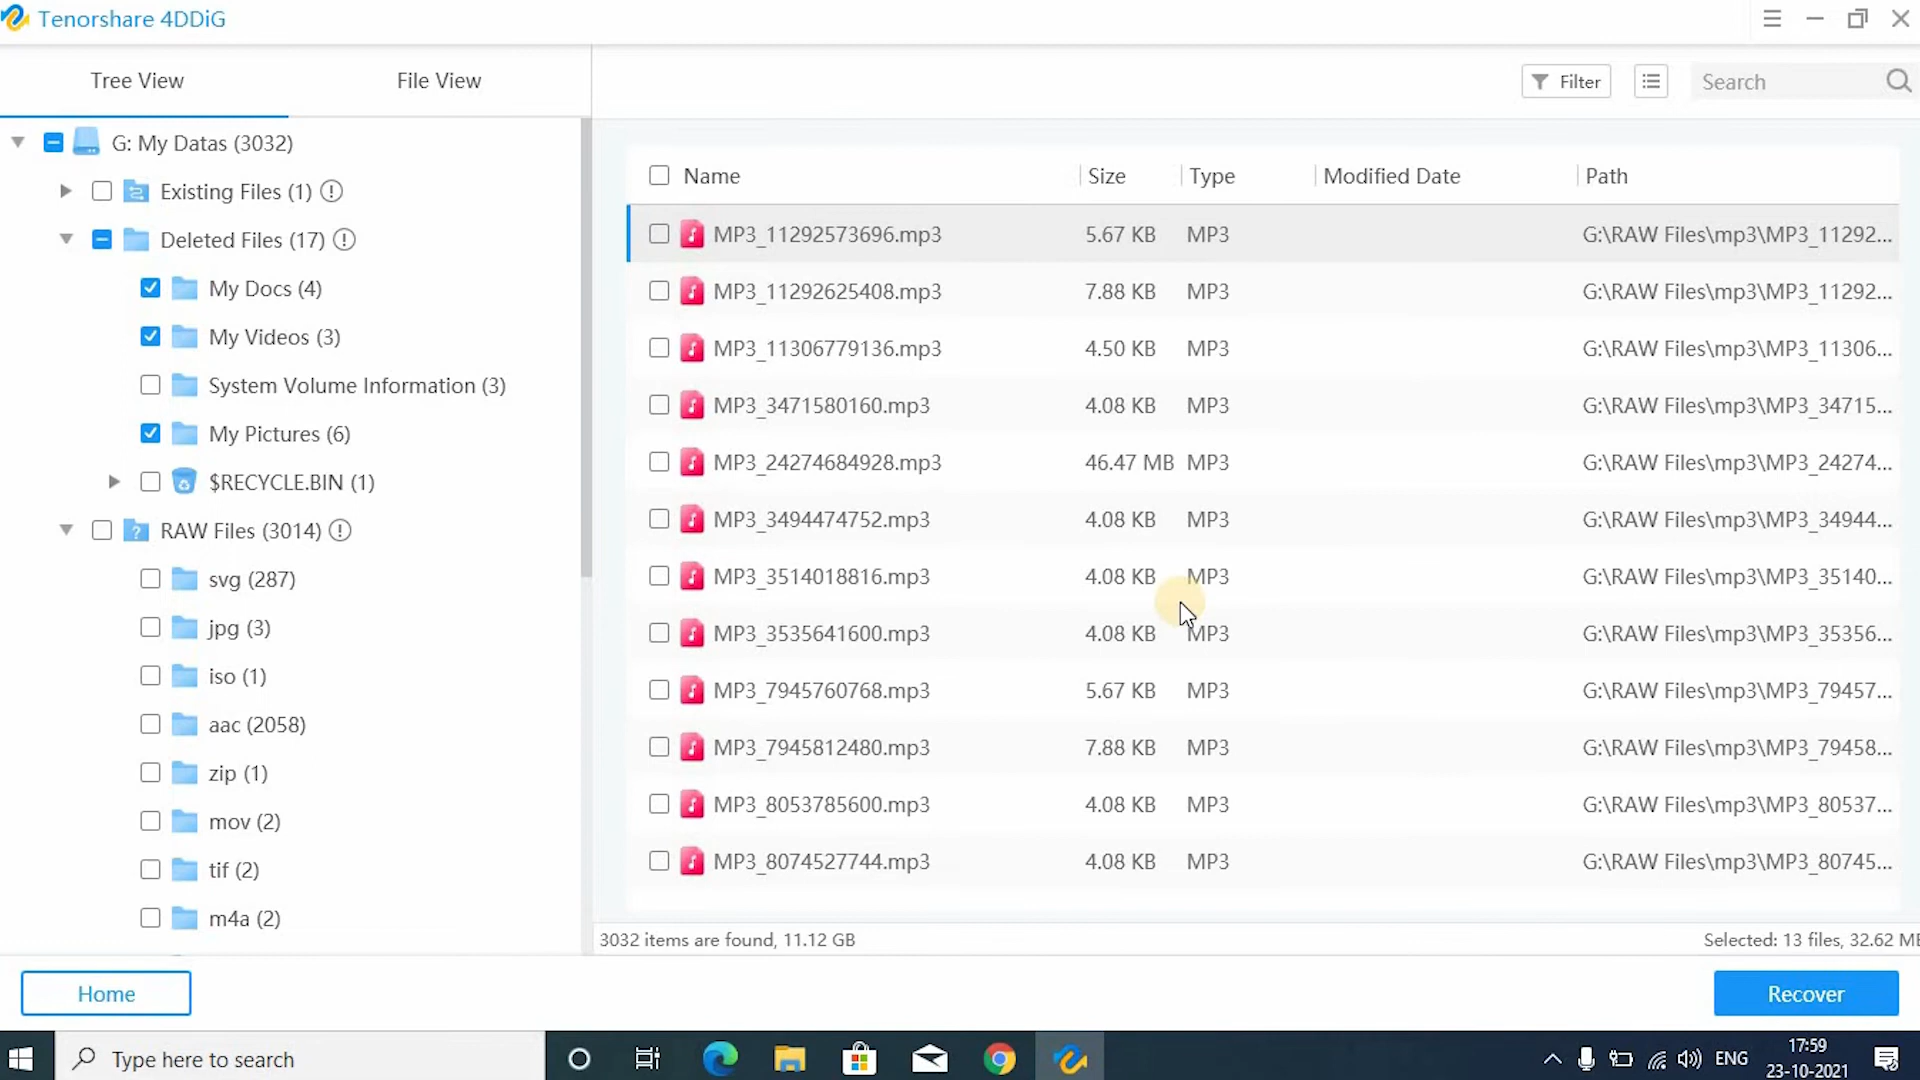 Tenorshare 4DDiG
Tree View
File View
Filter
Search
G: My Datas (3032)
Existing Files (1)
Deleted Files (17)
My Docs (4)
My Videos (3)
System Volume Information (3)
My Pictures (6)
$RECYCLE.BIN (1)
RAW Files (3014)
svg (287)
jpg (3)
iso (1)
aac (2058)
zip (1)
mov (2)
tif (2)
m4a (2)
Name Size Type Modified Date Path
MP3_11292573696.mp3 5.67 KB MP3 G:\RAW Files\mp3\MP3_11292...
MP3_11292625408.mp3 7.88 KB MP3 G:\RAW Files\mp3\MP3_11292...
MP3_11306779136.mp3 4.50 KB MP3 G:\RAW Files\mp3\MP3_11306...
MP3_3471580160.mp3 4.08 KB MP3 G:\RAW Files\mp3\MP3_34715...
MP3_24274684928.mp3 46.47 MB MP3 G:\RAW Files\mp3\MP3_24274...
MP3_3494474752.mp3 4.08 KB MP3 G:\RAW Files\mp3\MP3_34944...
MP3_3514018816.mp3 4.08 KB MP3 G:\RAW Files\mp3\MP3_35140...
MP3_3535641600.mp3 4.08 KB MP3 G:\RAW Files\mp3\MP3_35356...
MP3_7945760768.mp3 5.67 KB MP3 G:\RAW Files\mp3\MP3_79457...
MP3_7945812480.mp3 7.88 KB MP3 G:\RAW Files\mp3\MP3_79458...
MP3_8053785600.mp3 4.08 KB MP3 G:\RAW Files\mp3\MP3_80537...
MP3_8074527744.mp3 4.08 KB MP3 G:\RAW Files\mp3\MP3_80745...
3032 items are found, 11.12 GB
Selected: 13 files, 32.62 MB
Home
Recover
Type here to search
ENG
17:59
23-10-2021